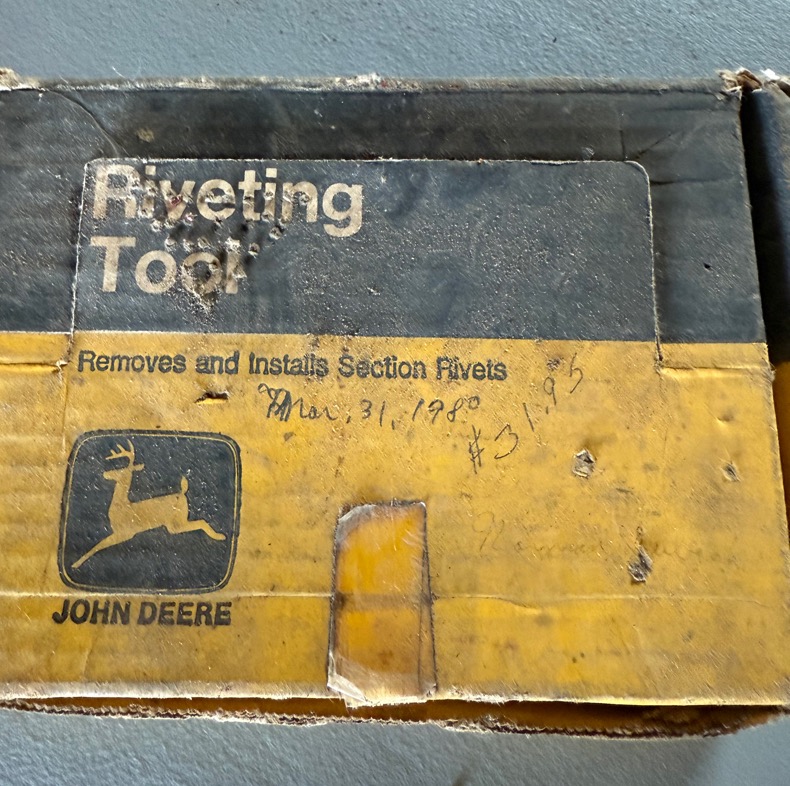 Riveting
Tool
Removes and Installs Section Rivets
Mar. 31, 1980
$31.95
JOHN DEERE